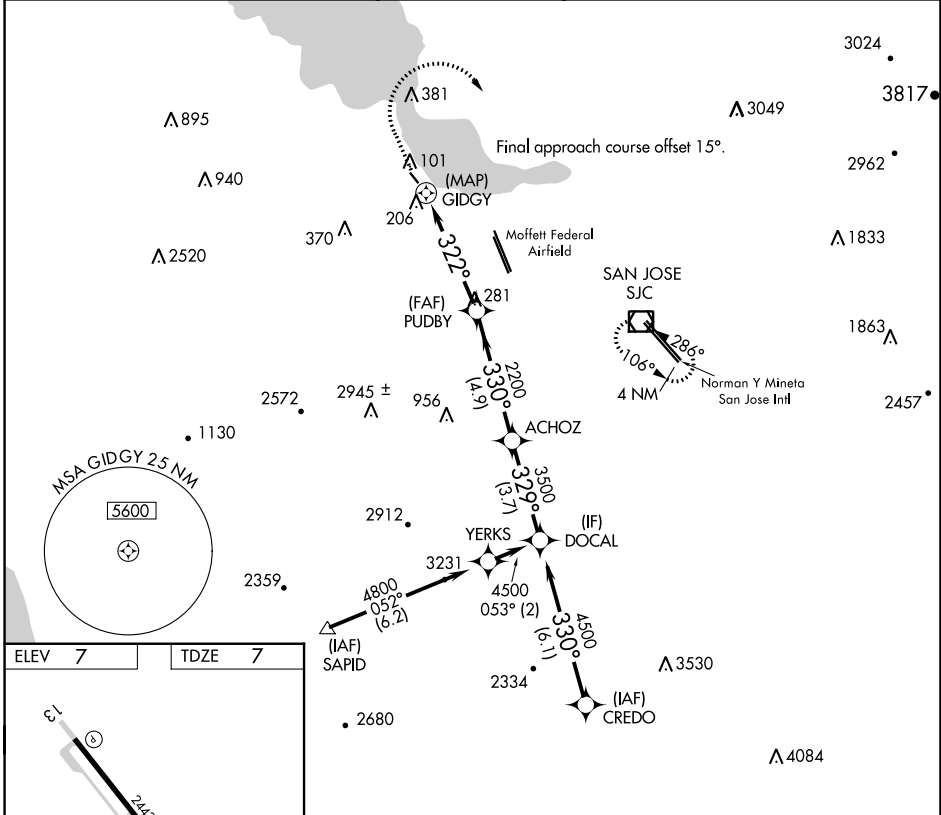 3024
3817
381
3049
895
Final approach course offset 15°.
2962
101
(MAP)
GIDGY
940
206
370
Moffett Federal
Airfield
1833
2520
322°
SAN JOSE
SJC
281
(FAF)
PUDBY
1863
286°
106°
4 NM
Norman Y Mineta
San Jose Intl
2200
330°
(4.9)
2572
2945 ±
956
2457
1130
ACHOZ
MSA GIDGY 25 NM
5600
3500
329°
(3.7)
2912
YERKS
(IF)
DOCAL
3231
2359
4500
053° (2)
4800
052°
(6.2)
(IAF)
SAPID
4500
330°
(6.1)
ELEV 7
TDZE 7
2334
3530
(IAF)
CREDO
2680
13
P
4084